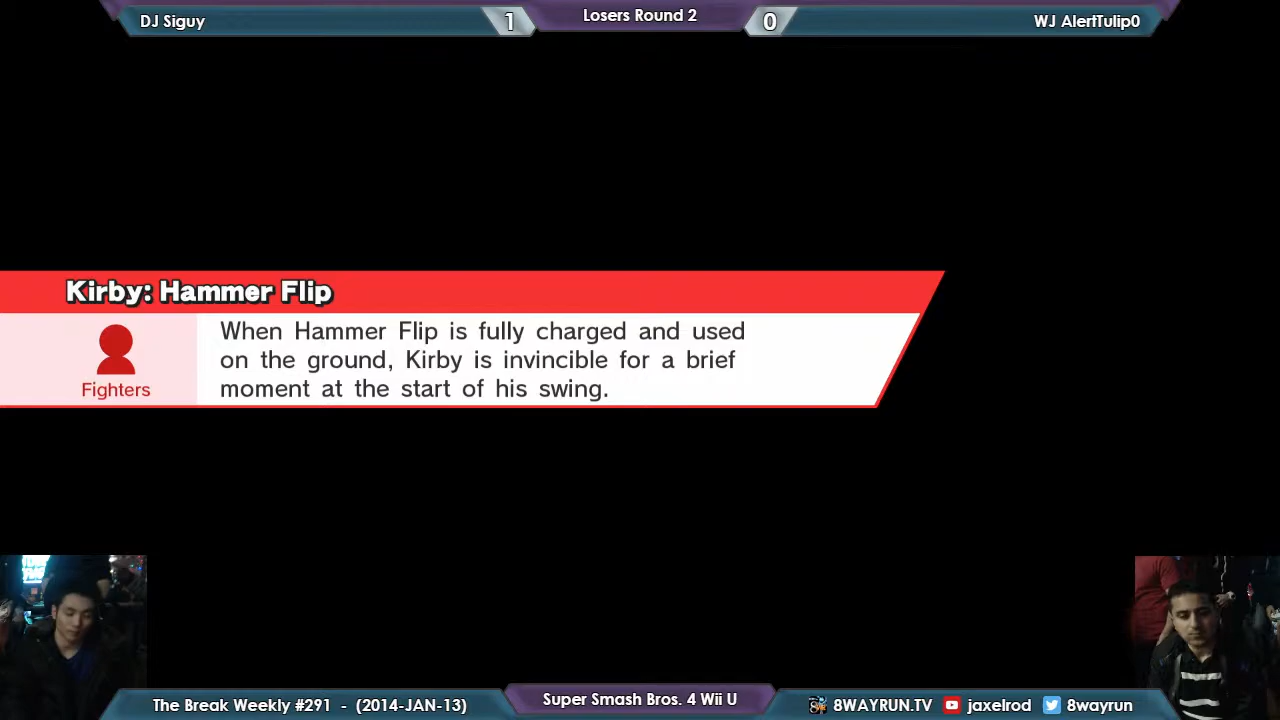 DJ Siguy
1
Losers Round 2
0
WJ AlertTulip0
Kirby: Hammer Flip
When Hammer Flip is fully charged and used
on the ground, Kirby is invincible for a brief
moment at the start of his swing.
Fighters
The Break Weekly #291 - (2014-JAN-13)
Super Smash Bros. 4 Wii U
8WAYRUN.TV
jaxelrod
8wayrun